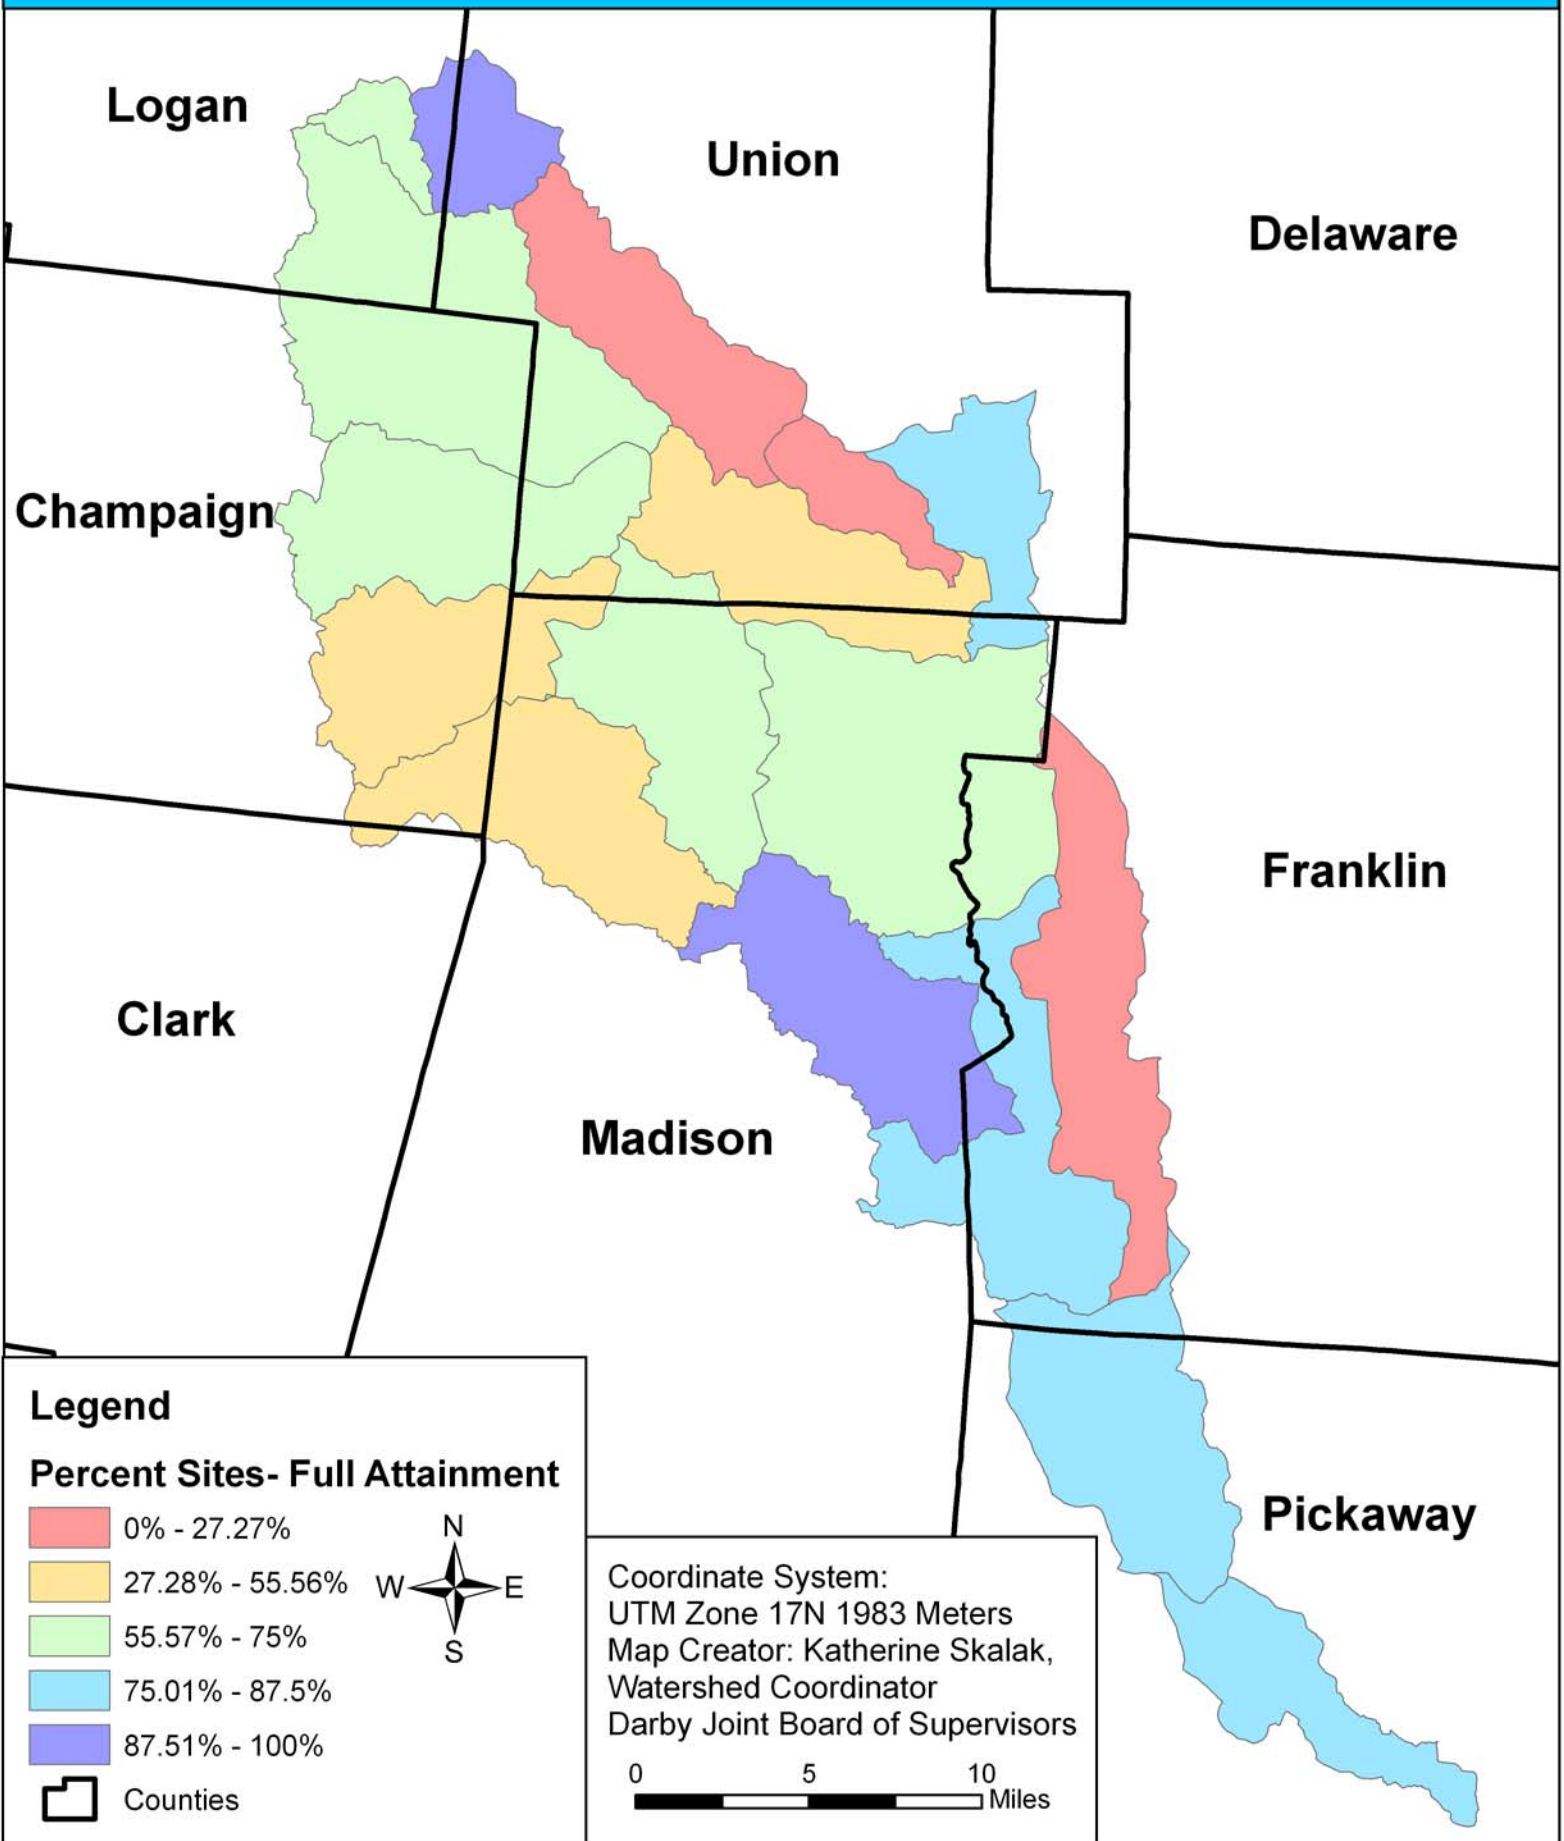 Logan
Union
Delaware
Champaign
Franklin
Clark
Madison
Pickaway
Legend
Percent Sites- Full Attainment
0% - 27.27%
27.28% - 55.56%
55.57% - 75%
75.01% - 87.5%
87.51% - 100%
Counties
N
W E
S
Coordinate System:
UTM Zone 17N 1983 Meters
Map Creator: Katherine Skalak,
Watershed Coordinator
Darby Joint Board of Supervisors
0 5 10
Miles